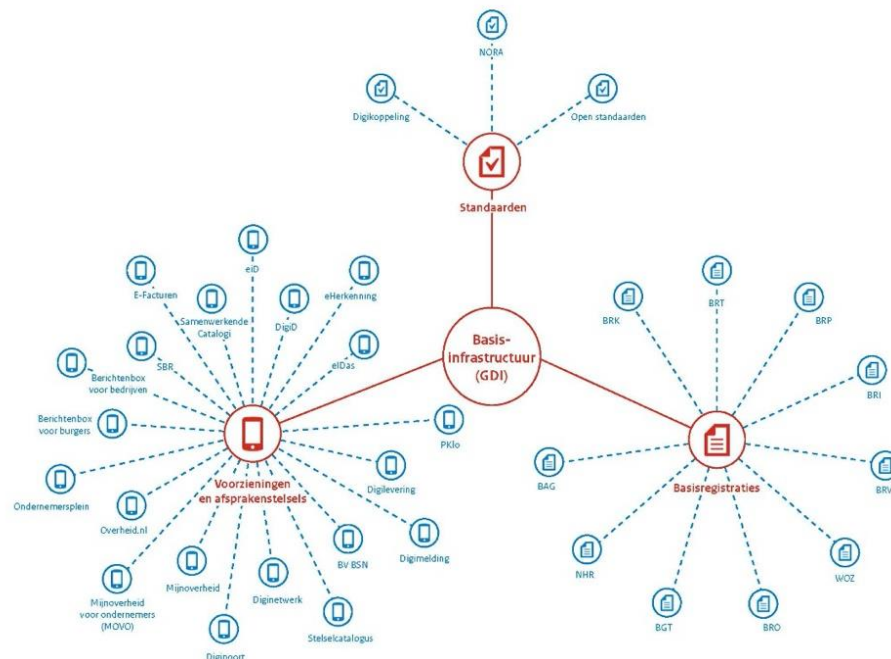 NORA
Digikoppeling
Open standaarden
Standaarden
eID
E-Facturen
eHerkenning
Samenwerkende
Catalogi
DigiD
BRT
BRK
BRP
Basis-
infrastructuur
(GDI)
SBR
eIDas
Berichtenbox
voor bedrijven
BRI
Berichtenbox
voor burgers
PKIo
Voorzieningen
en afsprakenstelsels
Digilevering
BAG
Basisregistraties
BRV
Ondernemersplein
Overheid.nl
BV BSN
Digimelding
NHR
WOZ
Mijnoverheid
Diginetwerk
Mijnoverheid
voor ondernemers
(MOVO)
Stelselcatalogus
BGT
BRO
Digipoort